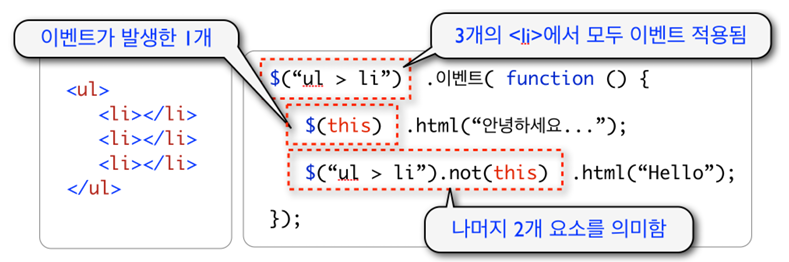 이벤트가 발생한 1개
3개의 <li>에서 모두 이벤트 적용됨
<ul>
<li></li>
<li></li>
<li></li>
</ul>
$(“ul > li”) .이벤트( function () {
$(this) .html(“안녕하세요...”);
$(“ul > li”).not(this) .html(“Hello”);
});
나머지 2개 요소를 의미함